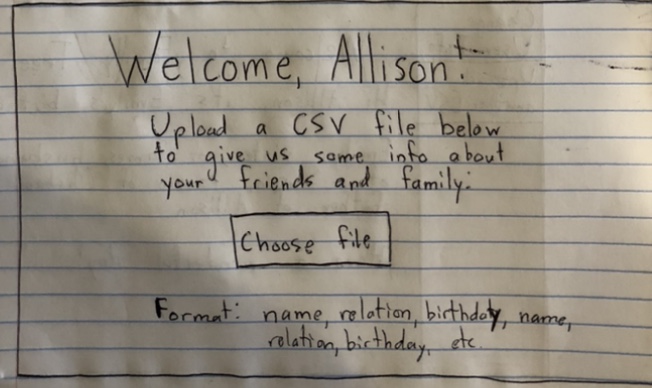 Welcome, Allison!
Upload a CSV file below
to give us some info about
your friends and family:
Choose file
Format: name, relation, birthday, name,
relation, birthday, etc.